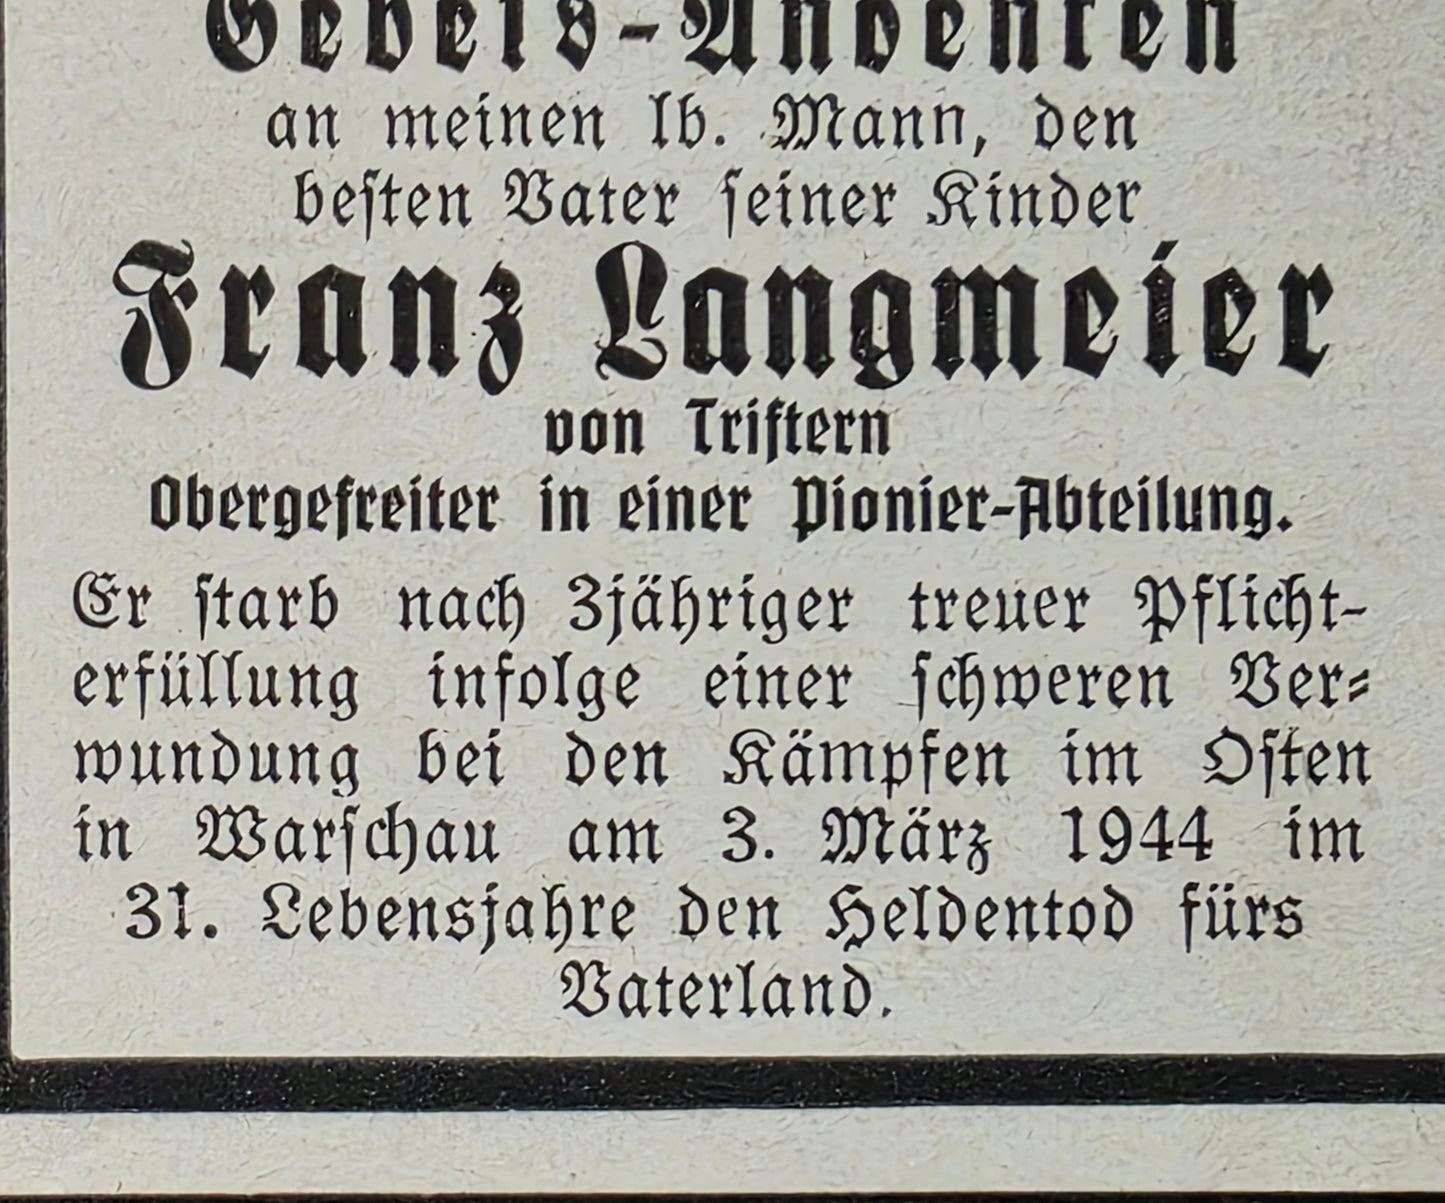 Gebets-Andenken
an meinen lb. Mann, den
besten Vater seiner Kinder
Franz Langmeier
von Triftern
Obergefreiter in einer Pionier-Abteilung.
Er starb nach 3jähriger treuer Pflicht-
erfüllung infolge einer schweren Ver-
wundung bei den Kämpfen im Osten
in Warschau am 3. März 1944 im
31. Lebensjahre den Heldentod fürs
Vaterland.